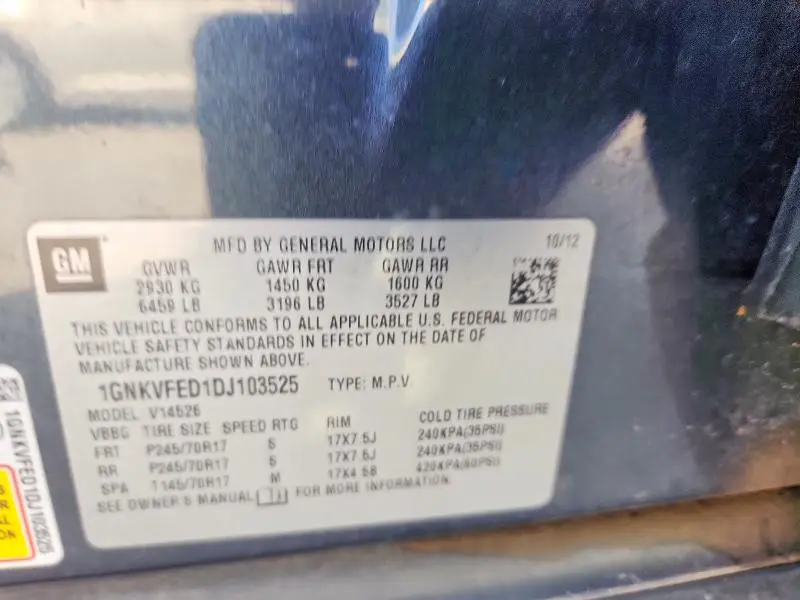 GM
MFD BY GENERAL MOTORS LLC 10/12
GVWR GAWR FRT GAWR RR
2930 KG 1450 KG 1600 KG
6459 LB 3196 LB 3527 LB
THIS VEHICLE CONFORMS TO ALL APPLICABLE U.S. FEDERAL MOTOR
VEHICLE SAFETY STANDARDS IN EFFECT ON THE DATE OF
MANUFACTURE SHOWN ABOVE.
1GNKVFED1DJ103525 TYPE: M.P.V
MODEL V14526
VBBG TIRE SIZE SPEED RTG RIM COLD TIRE PRESSURE
FRT P245/70R17 S 17X7.5J 240KPA(35PSI)
RR P245/70R17 S 17X7.5J 240KPA(35PSI)
SPA T145/70R17 M 17X4.5B 420KPA(60PSI)
SEE OWNER'S MANUAL FOR MORE INFORMATION
1GNKVFED1DJ103525